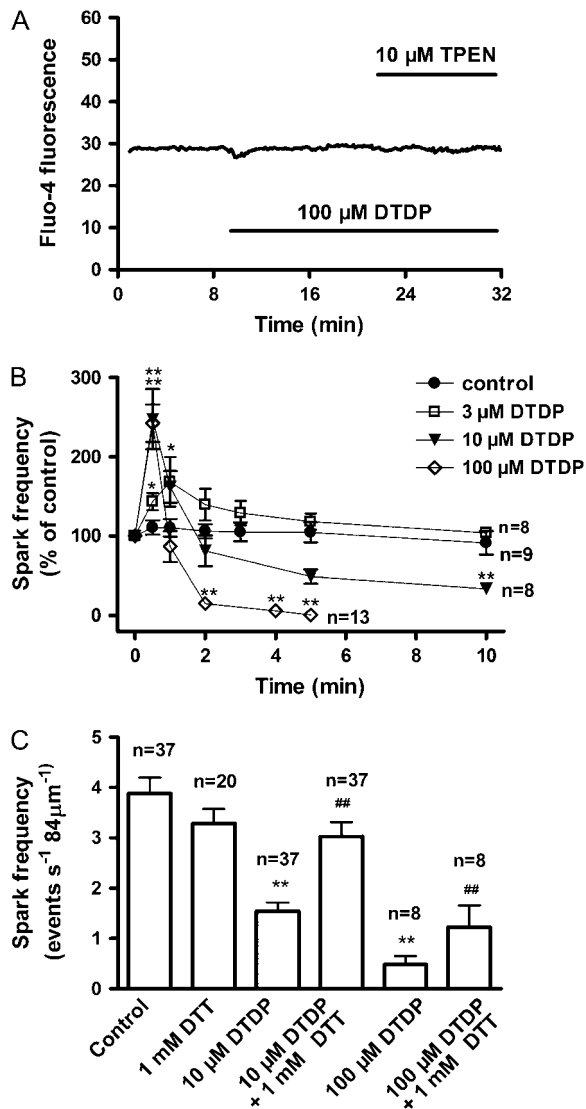 A
60
50
40
30
20
10
0
Fluo-4 fluorescence
10 µM TPEN
100 µM DTDP
0 8 16 24 32
Time (min)
B
300
200
100
0
Spark frequency
(% of control)
control
3 µM DTDP
10 µM DTDP
100 µM DTDP
**
**
*
*
n=8
n=9
**
n=8
**
**
**
n=13
0 2 4 6 8 10
Time (min)
C
5
4
3
2
1
0
Spark frequency
(events s⁻¹ 84µm⁻¹)
n=37
n=20
n=37
**
n=37
##
n=8
**
n=8
##
Control
1 mM DTT
10 µM DTDP
10 µM DTDP
+ 1 mM DTT
100 µM DTDP
100 µM DTDP
+ 1 mM DTT